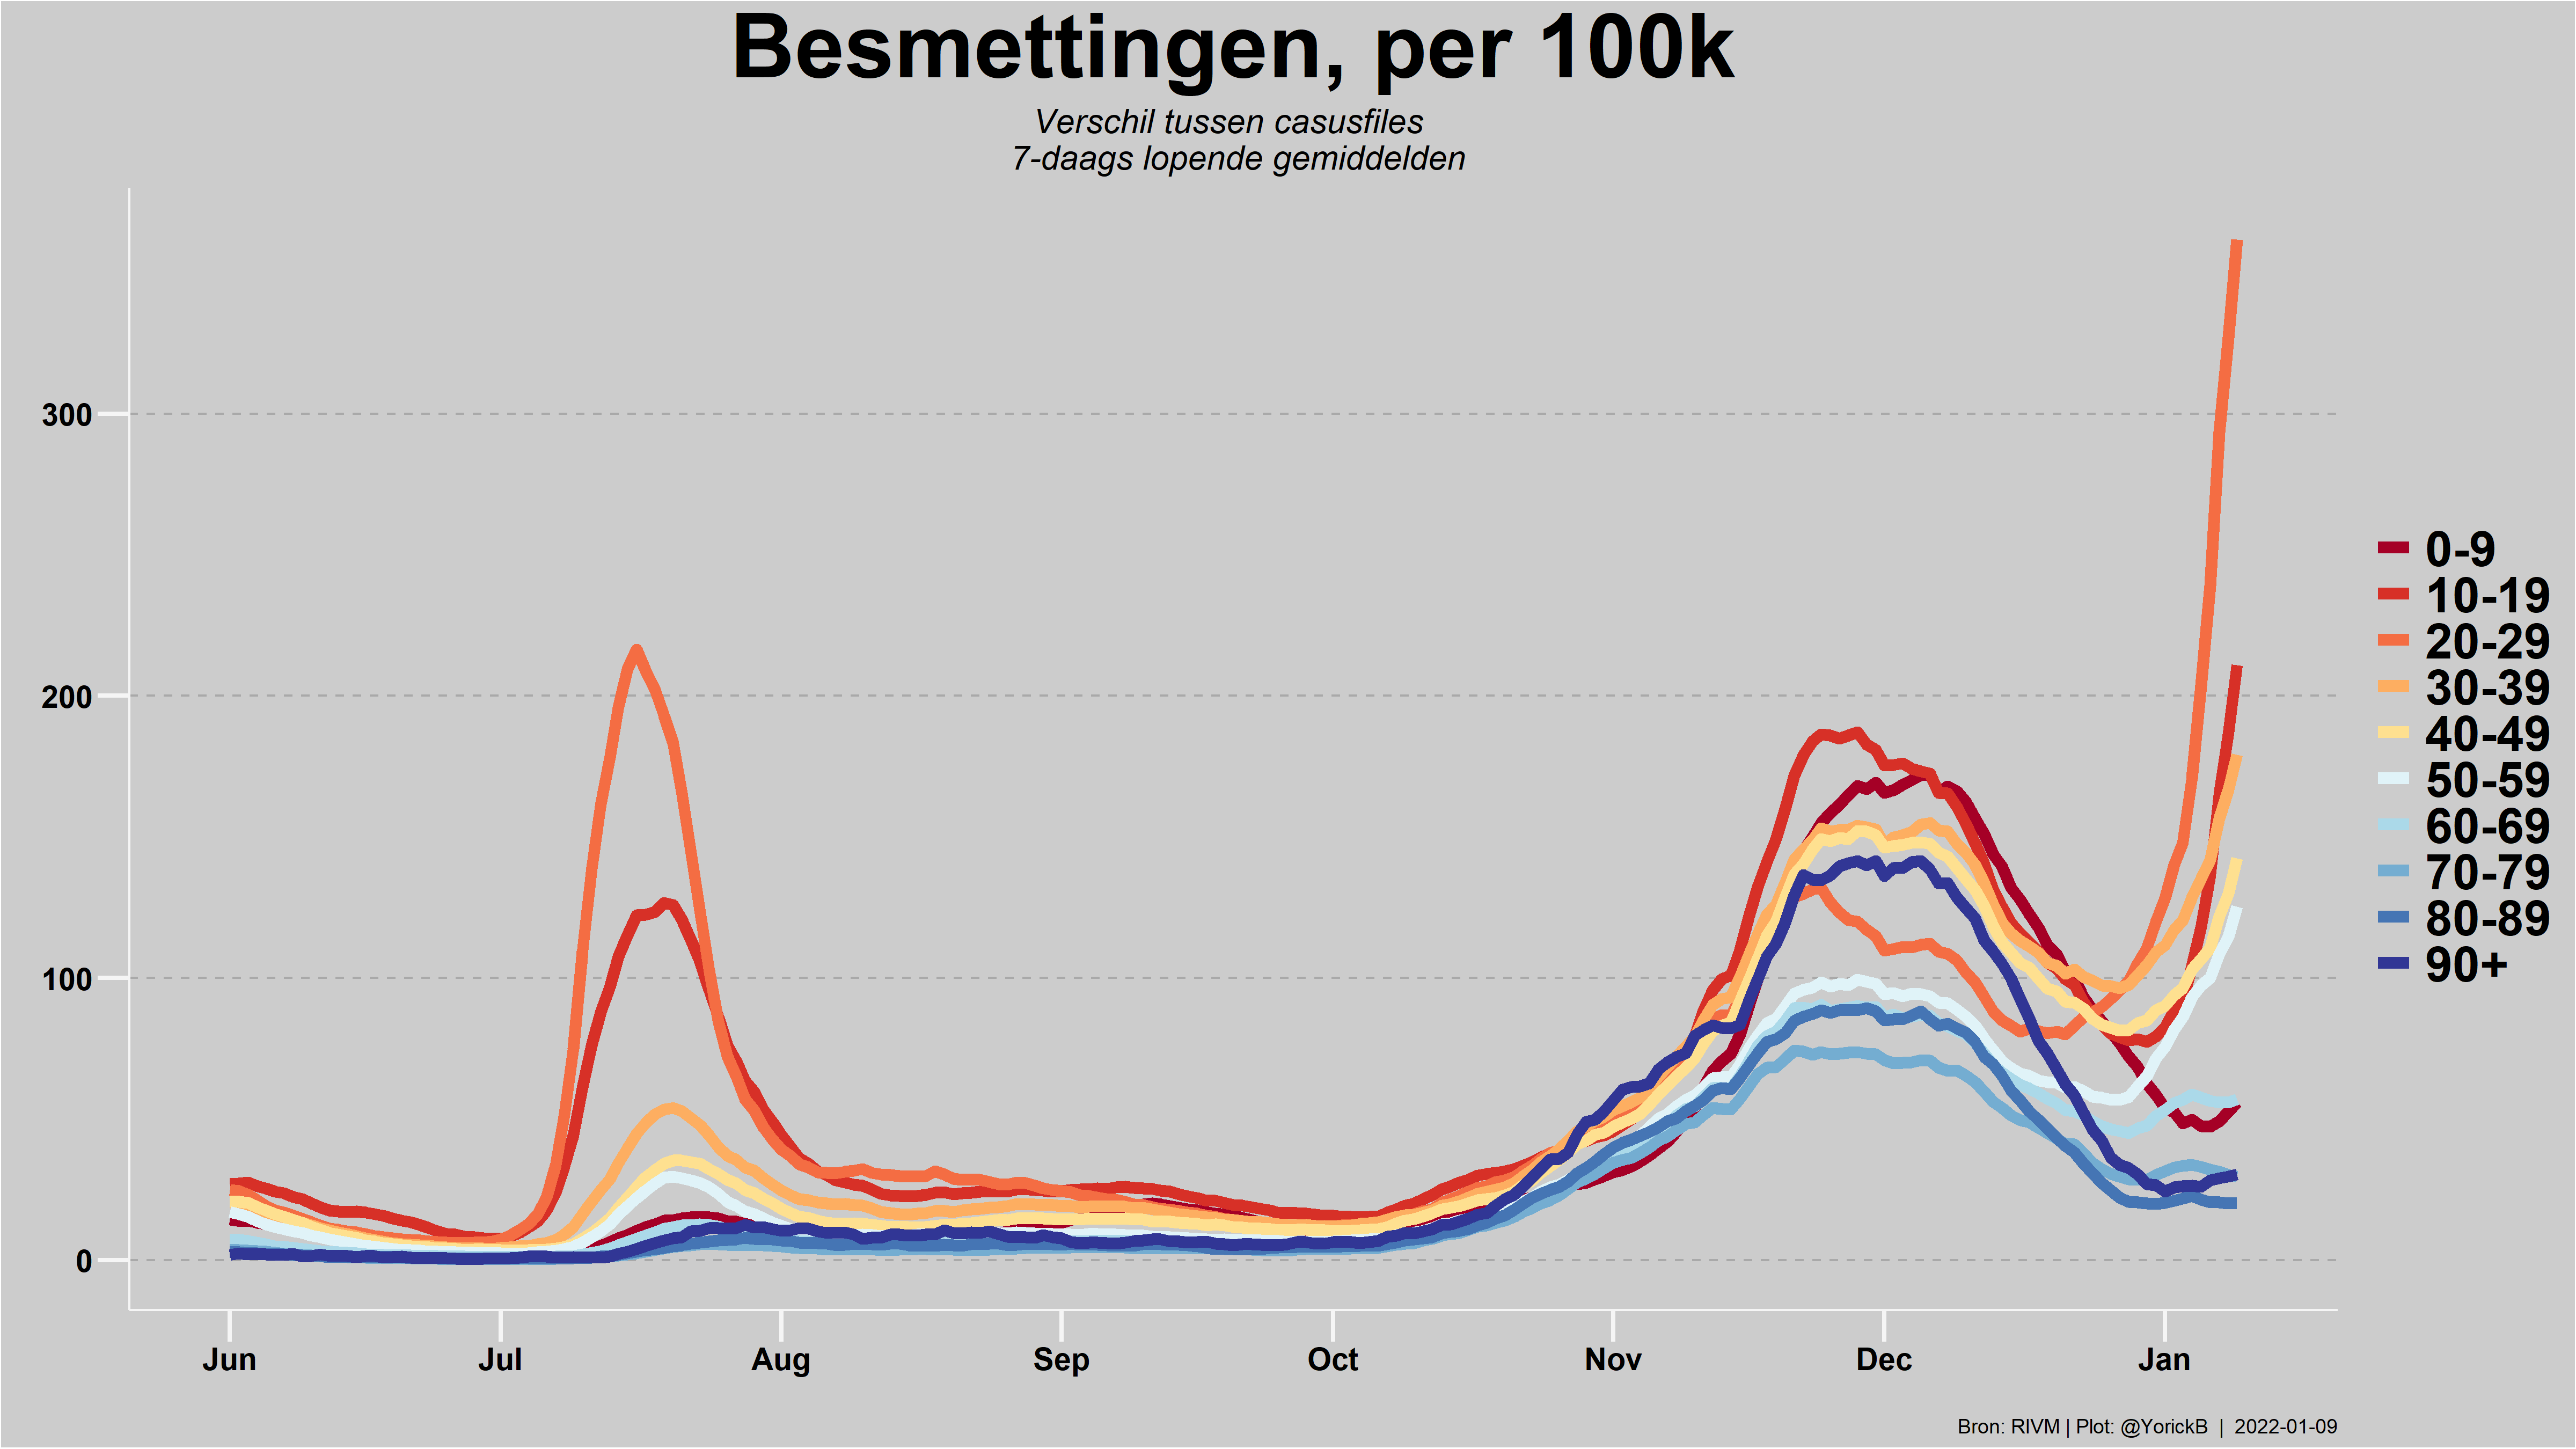 Besmettingen, per 100k
Verschil tussen casusfiles
7-daags lopende gemiddelden
300
200
100
0
Jun Jul Aug Sep Oct Nov Dec Jan
0-9
10-19
20-29
30-39
40-49
50-59
60-69
70-79
80-89
90+
Bron: RIVM | Plot: @YorickB | 2022-01-09